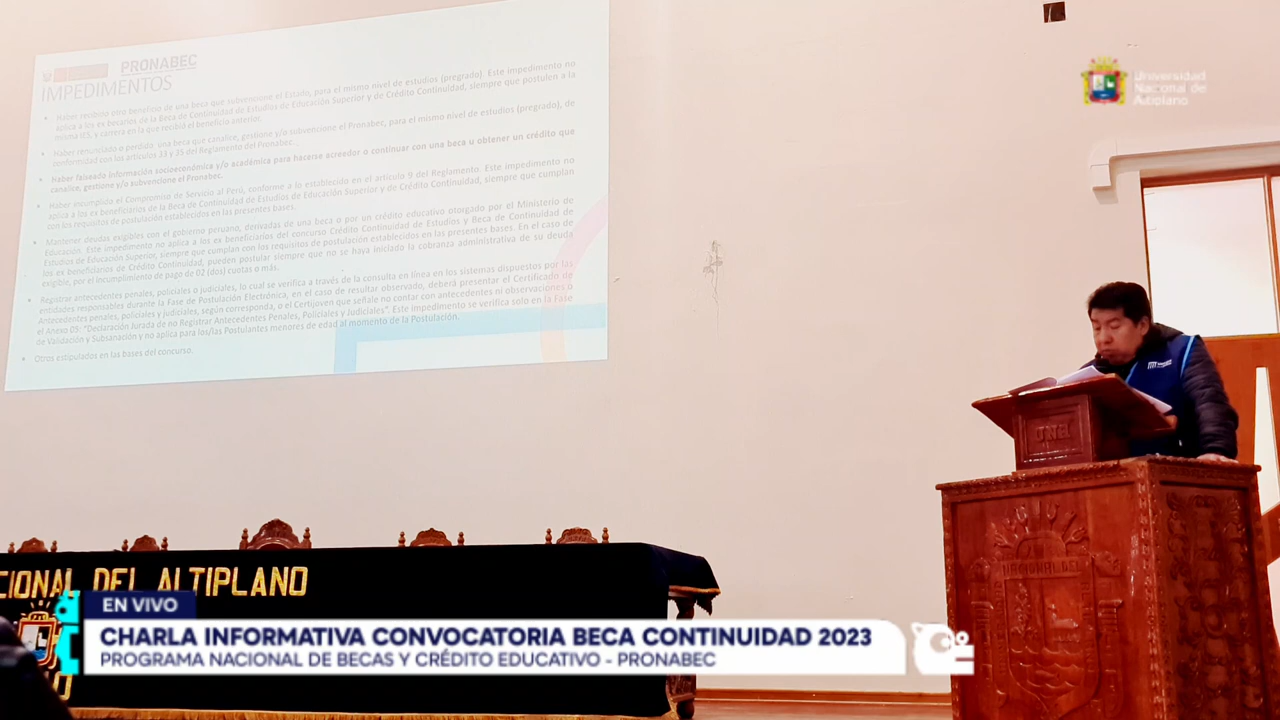 PRONABEC
IMPEDIMENTOS
Haber recibido otro beneficio de una beca que subvencione el Estado, para el mismo nivel de estudios (pregrado). Este impedimento no
aplica a los ex becarios de la Beca de Continuidad de Estudios de Educación Superior y de Crédito Continuidad, siempre que postulen a la
misma IES, y carrera en la que recibió el beneficio anterior.
Haber renunciado o perdido, una beca que canalice, gestione y/o subvencione el Pronabec, para el mismo nivel de estudios (pregrado), de
conformidad con los artículos 33 y 35 del Reglamento del Pronabec.
Haber falseado información socioeconómica y/o académica para hacerse acreedor o continuar con una beca u obtener un crédito que
canalice, gestione y/o subvencione el Pronabec.
Haber incumplido el Compromiso de Servicio al Perú, conforme a lo establecido en el artículo 9 del Reglamento. Este impedimento no
aplica a los ex beneficiarios de la Beca de Continuidad de Estudios de Educación Superior y de Crédito Continuidad, siempre que cumplan
con los requisitos de postulación establecidos en las presentes bases.
Mantener deudas exigibles con el gobierno peruano, derivadas de una beca o por un crédito educativo otorgado por el Ministerio de
Educación. Este impedimento no aplica a los ex beneficiarios del concurso Crédito Continuidad de Estudios y Beca de Continuidad de
Estudios de Educación Superior, siempre que cumplan con los requisitos de postulación establecidos en las presentes bases. En el caso de
los ex beneficiarios de Crédito Continuidad, pueden postular siempre que no se haya iniciado la cobranza administrativa de su deuda
exigible, por el incumplimiento de pago de 02 (dos) cuotas o más.
Registrar antecedentes penales, policiales o judiciales, lo cual se verifica a través de la consulta en línea en los sistemas dispuestos por las
entidades responsables durante la Fase de Postulación Electrónica, en el caso de resultar observado, deberá presentar el Certificado de
Antecedentes penales, policiales y judiciales, según corresponda, o el Certijoven que señale no contar con antecedentes ni observaciones o
el Anexo 05: "Declaración Jurada de no Registrar Antecedentes Penales, Policiales y Judiciales". Este impedimento se verifica solo en la Fase
de Validación y Subsanación y no aplica para los/las Postulantes menores de edad al momento de la Postulación.
Otros estipulados en las bases del concurso.
Universidad
Nacional del
Altiplano
UNA
NACIONAL DEL
CIONAL DEL ALTIPLANO
EN VIVO
CHARLA INFORMATIVA CONVOCATORIA BECA CONTINUIDAD 2023
PROGRAMA NACIONAL DE BECAS Y CRÉDITO EDUCATIVO - PRONABEC